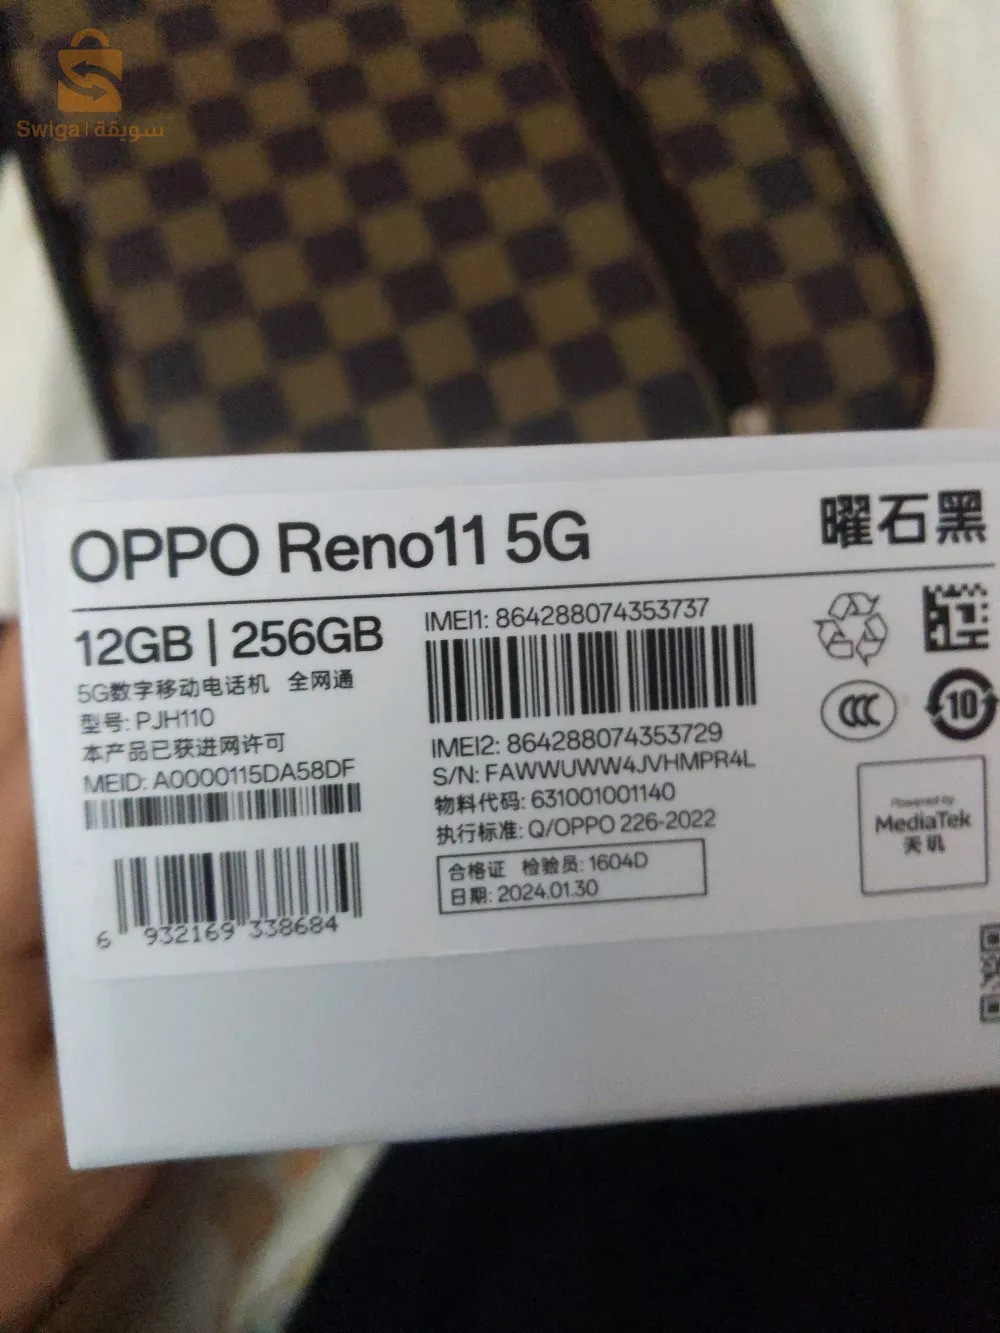 Swiga | سويقة
OPPO Reno11 5G
曜石黑
12GB | 256GB
5G数字移动电话机 全网通
型号: PJH110
本产品已获进网许可
MEID: A0000115DA58DF
6 932169 338684
IMEI1: 864288074353737
IMEI2: 864288074353729
S/N: FAWWUWW4JVHMPR4L
物料代码: 631001001140
执行标准: Q/OPPO 226-2022
合格证 检验员: 1604D
日期: 2024.01.30
CCC
10
Powered by
MediaTek
天玑